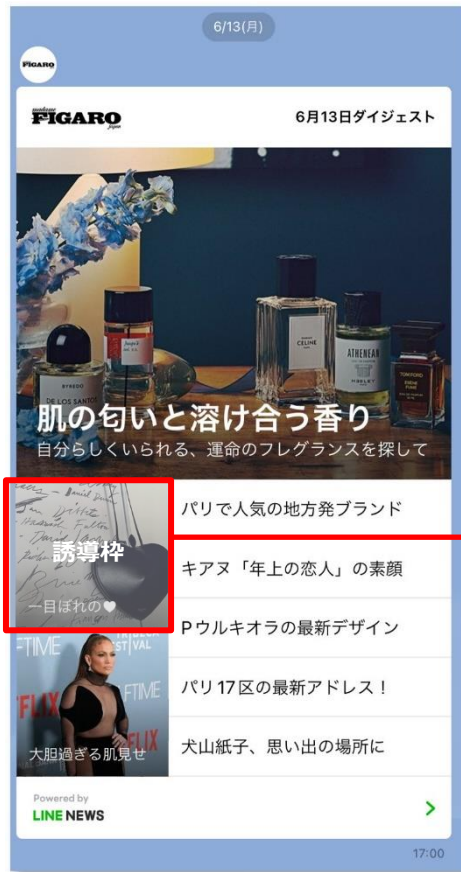 6/13(月)
FIGARO
madame
FIGARO
japon
6月13日ダイジェスト
BYREDO
DE LOS SANTOS
CELINE
ATHENEAN
TOM FORD
肌の匂いと溶け合う香り
自分らしくいられる、運命のフレグランスを探して
誘導枠
一目ぼれの♥
パリで人気の地方発ブランド
キアヌ「年上の恋人」の素顔
Pウルキオラの最新デザイン
パリ17区の最新アドレス!
犬山紙子、思い出の場所に
FTIME
FTIME
大胆過ぎる肌見せ
Powered by
LINE NEWS
17:00